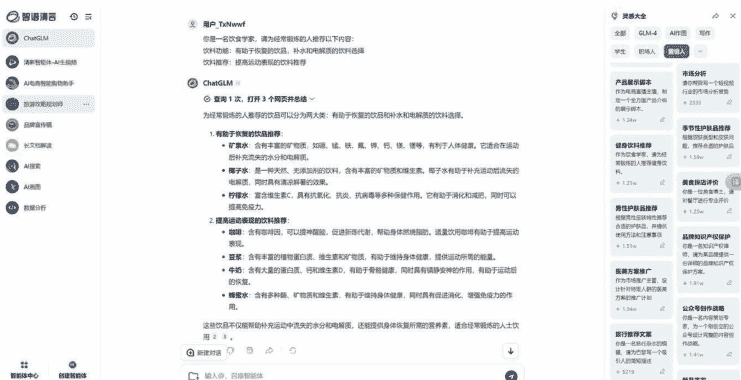 智谱清言
ChatGLM
清影智能体-AI生视频
AI电商智能购物助手
旅游攻略规划师
品牌宣传稿
长文档解读
AI搜索
AI画图
数据分析
智能体中心
创建智能体
用户_TxNwwf
你是一名饮食学家,请为经常锻炼的人推荐以下内容:
饮料功能:有助于恢复的饮品,补水和电解质的饮料
饮料推荐:提高运动表现的饮料推荐
ChatGLM
查询 1 次,打开 3 个网页并总结
为经常锻炼的人推荐的饮品可以分为两大类:有助于恢复的饮品和补水和电解质的饮料选择。
1. 有助于恢复的饮品推荐:
• 矿泉水:含有丰富的矿物质,如硒、锰、铁、氟、钾、钙、镁、锂等,有利于人体健康。它适合在运
动后补充流失的水分和电解质。
• 椰子水:是一种天然、无添加剂的饮料,含有丰富的矿物质和维生素。椰子水有助于补充运动后流失的
电解质,同时具有清凉解暑的效果。
• 柠檬水:富含维生素C,具有抗氧化、抗炎、抗病毒等多种保健作用。它有助于消化和减肥,同时可以
提高免疫力。
2. 提高运动表现的饮料推荐:
• 咖啡:含有咖啡因,可以提神醒脑,促进新陈代谢,帮助身体燃烧脂肪。适量饮用咖啡有助于提高运动
表现。
• 豆浆:含有丰富的植物蛋白质、维生素和矿物质,有助于维持身体健康,提供运动所需的能量。
• 牛奶:含有大量的蛋白质、钙和维生素D,有助于骨骼健康,同时具有镇静安神的作用,有助于运动后
的恢复。
• 蜂蜜水:含有多种酶、矿物质和维生素,有助于维持身体健康,同时具有促进消化、增强免疫力的作
用。
这些饮品不仅能帮助补充运动中流失的水分和电解质,还能提供身体恢复所需的营养素,适合经常锻炼的人士饮
用 2 3 。
新建对话
输入@,召唤智能体
灵感大全
全部 GLM-4 AI作图 写作
学生 职场人 营销人
产品展示脚本
1.24w
健身饮料推荐
1.21w
男性护肤品推荐
1.51w
医美方案推广
1.04w
旅行推荐文案
市场分析
季节性护肤品推荐
1.59w
美食探店评价
1.25w
品牌知识产权保护
1.91w
公众号创作战略
1.41w